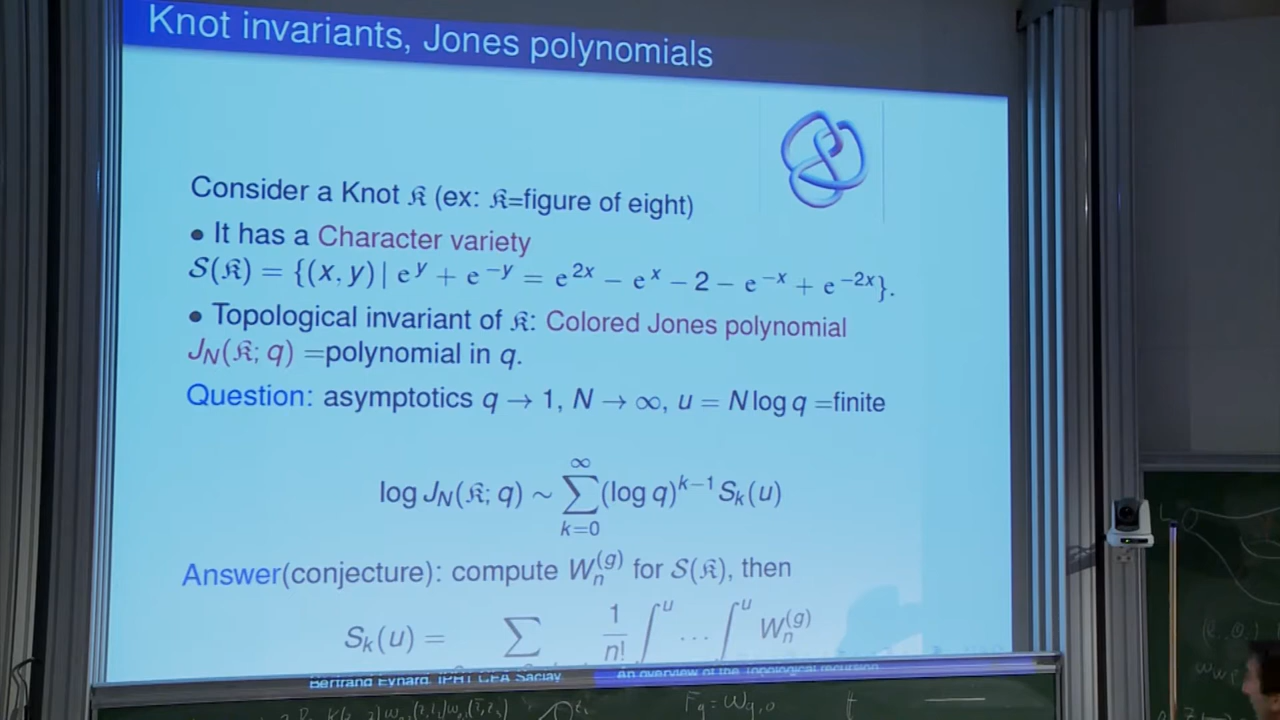 Knot invariants, Jones polynomials
Consider a Knot 𝔎 (ex: 𝔎=figure of eight)
• It has a Character variety
𝒮(𝔎) = {(x, y) | e^y + e^{-y} = e^{2x} − e^x − 2 − e^{-x} + e^{-2x}}.
• Topological invariant of 𝔎: Colored Jones polynomial
J_N(𝔎; q) =polynomial in q.
Question: asymptotics q → 1, N → ∞, u = N log q =finite
log J_N(𝔎; q) ~ ∑_{k=0}^{∞} (log q)^{k−1} S_k(u)
Answer(conjecture): compute W_n^{(g)} for 𝒮(𝔎), then
S_k(u) = ∑ 1/n! ∫^u ... ∫^u W_n^{(g)}
Bertrand Eynard, IPHT CEA Saclay An overview of the Topological recursion
F_g = W_{g,0}